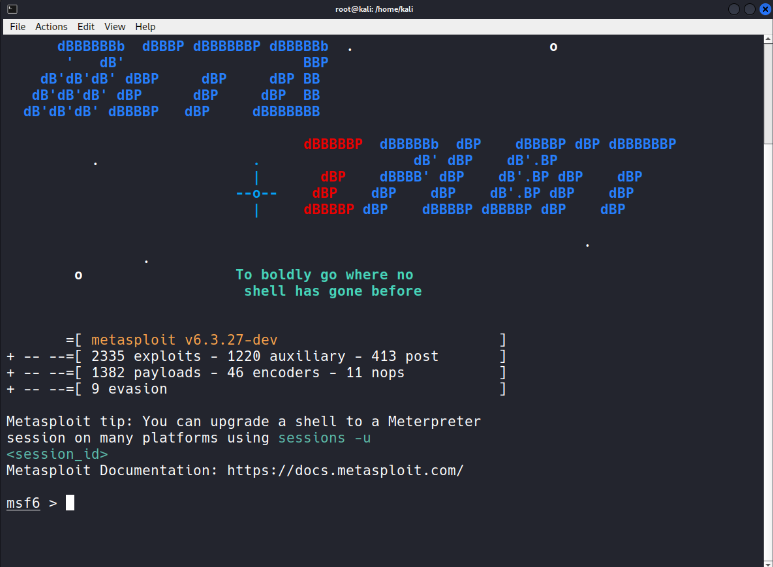 root@kali: /home/kali
File Actions Edit View Help
dBBBBBBb dBBBP dBBBBBBP dBBBBBb . o
' dB' BBP
dB'dB'dB' dBBP dBP dBP BB
dB'dB'dB' dBP dBP dBP BB
dB'dB'dB' dBBBBP dBP dBBBBBBB
dBBBBBP dBBBBBb dBP dBBBBP dBP dBBBBBBP
. . dB' dBP dB'.BP
| dBP dBBBB' dBP dB'.BP dBP dBP
--o-- dBP dBP dBP dB'.BP dBP dBP
| dBBBBP dBP dBBBBP dBBBBP dBP dBP
.
.
o To boldly go where no
shell has gone before
=[ metasploit v6.3.27-dev ]
+ -- --=[ 2335 exploits - 1220 auxiliary - 413 post ]
+ -- --=[ 1382 payloads - 46 encoders - 11 nops ]
+ -- --=[ 9 evasion ]
Metasploit tip: You can upgrade a shell to a Meterpreter
session on many platforms using sessions -u
<session_id>
Metasploit Documentation: https://docs.metasploit.com/
msf6 >